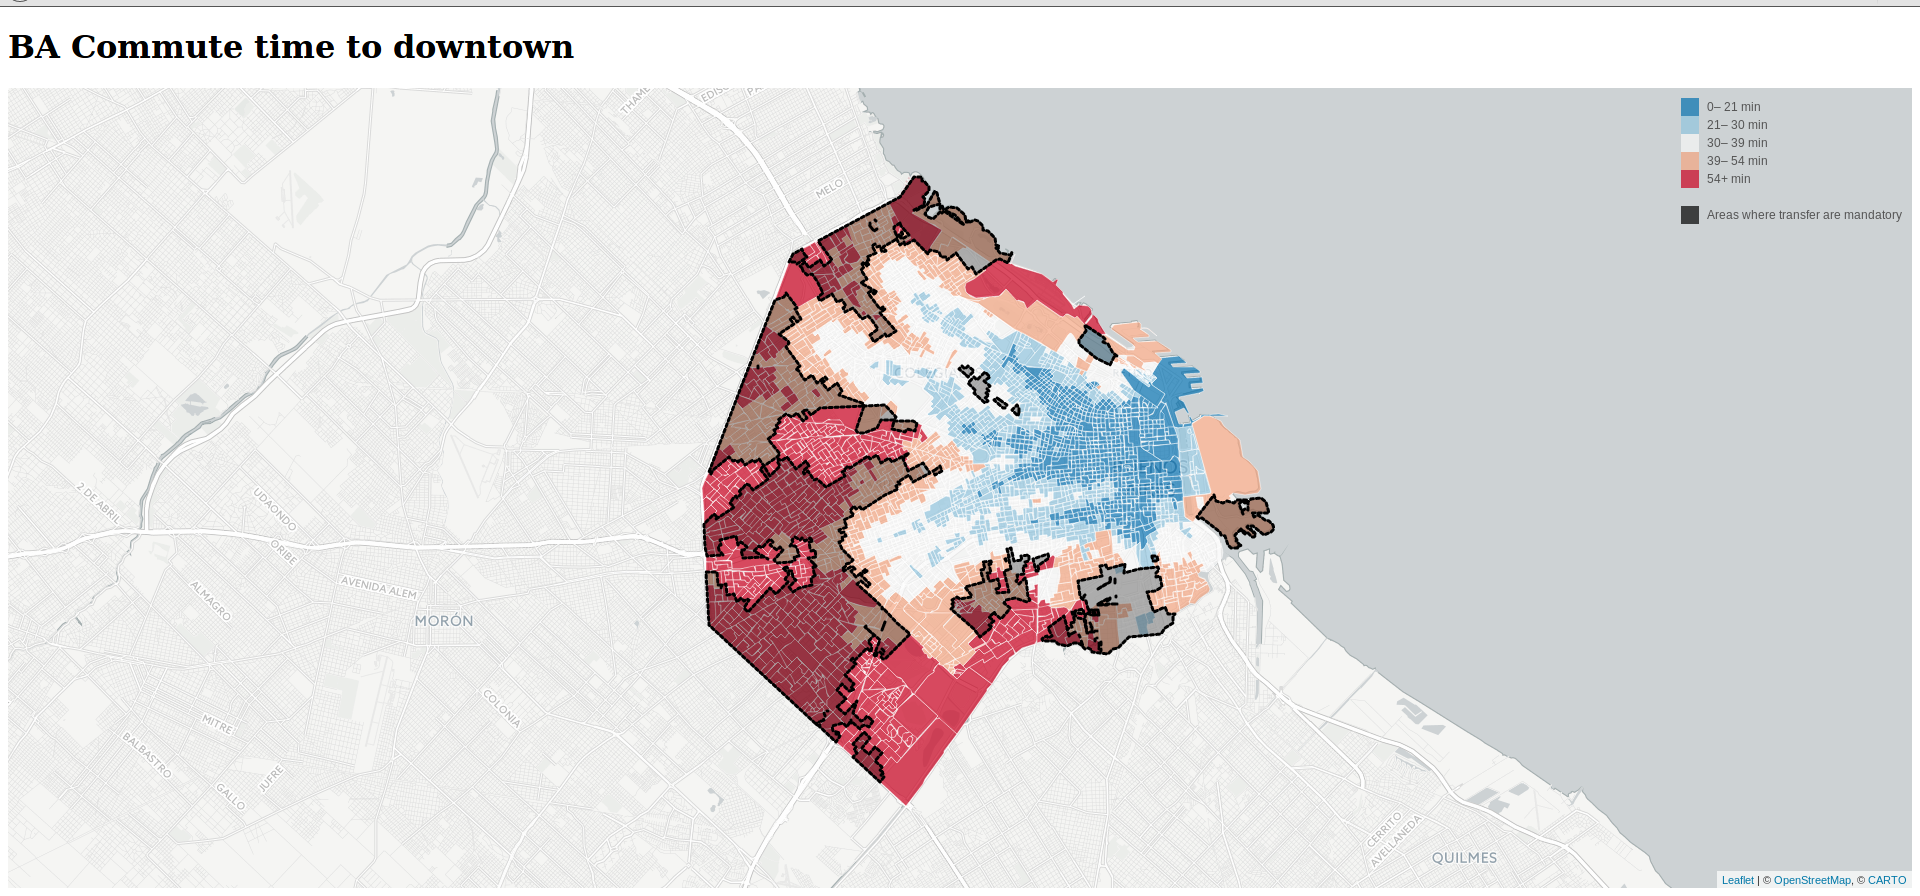 BA Commute time to downtown
0– 21 min
21– 30 min
30– 39 min
39– 54 min
54+ min
Areas where transfer are mandatory
MELO
2 DE ABRIL
UDAONDO
ORIBE
AVENIDA ALEM
ALMAGRO
MORÓN
COLONIA
MITRE
BALBASTRO
JUFRE
GALLO
CERRITO
AVELLANEDA
QUILMES
Leaflet | © OpenStreetMap, © CARTO